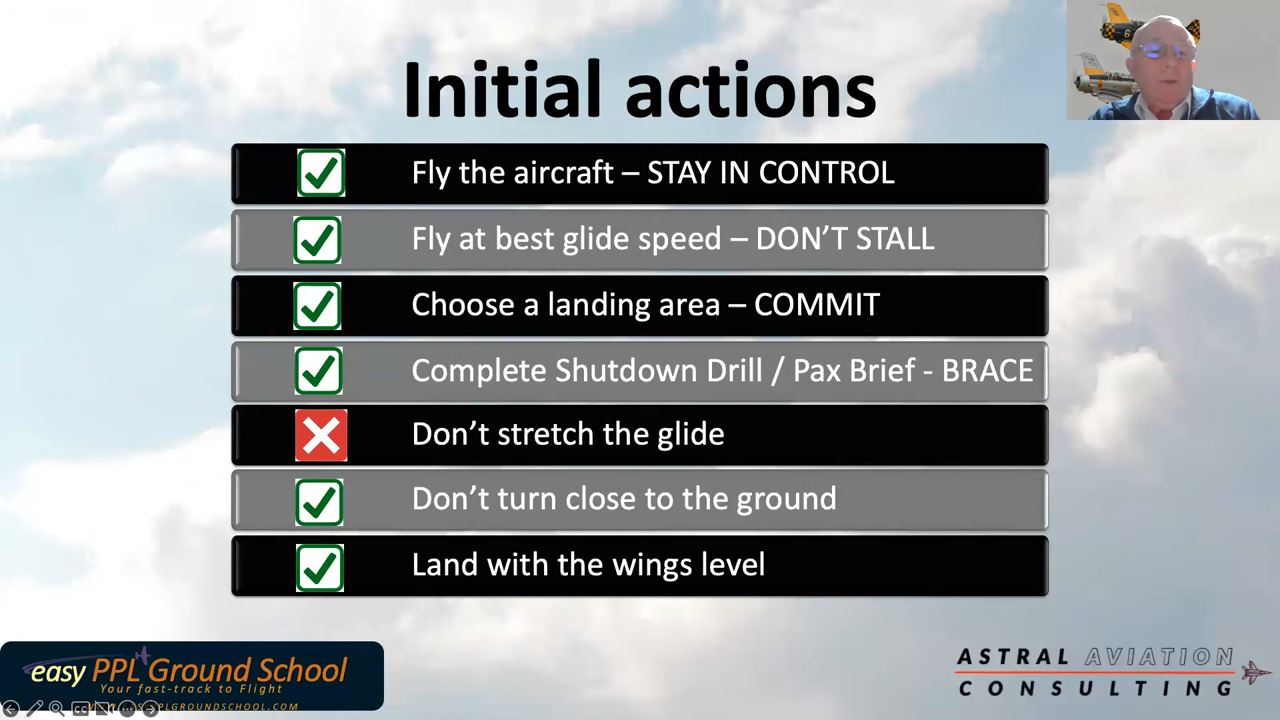 Initial actions
Fly the aircraft – STAY IN CONTROL
Fly at best glide speed – DON’T STALL
Choose a landing area – COMMIT
Complete Shutdown Drill / Pax Brief - BRACE
Don’t stretch the glide
Don’t turn close to the ground
Land with the wings level
easy PPL Ground School
Your fast-track to Flight
ASTRAL AVIATION
CONSULTING